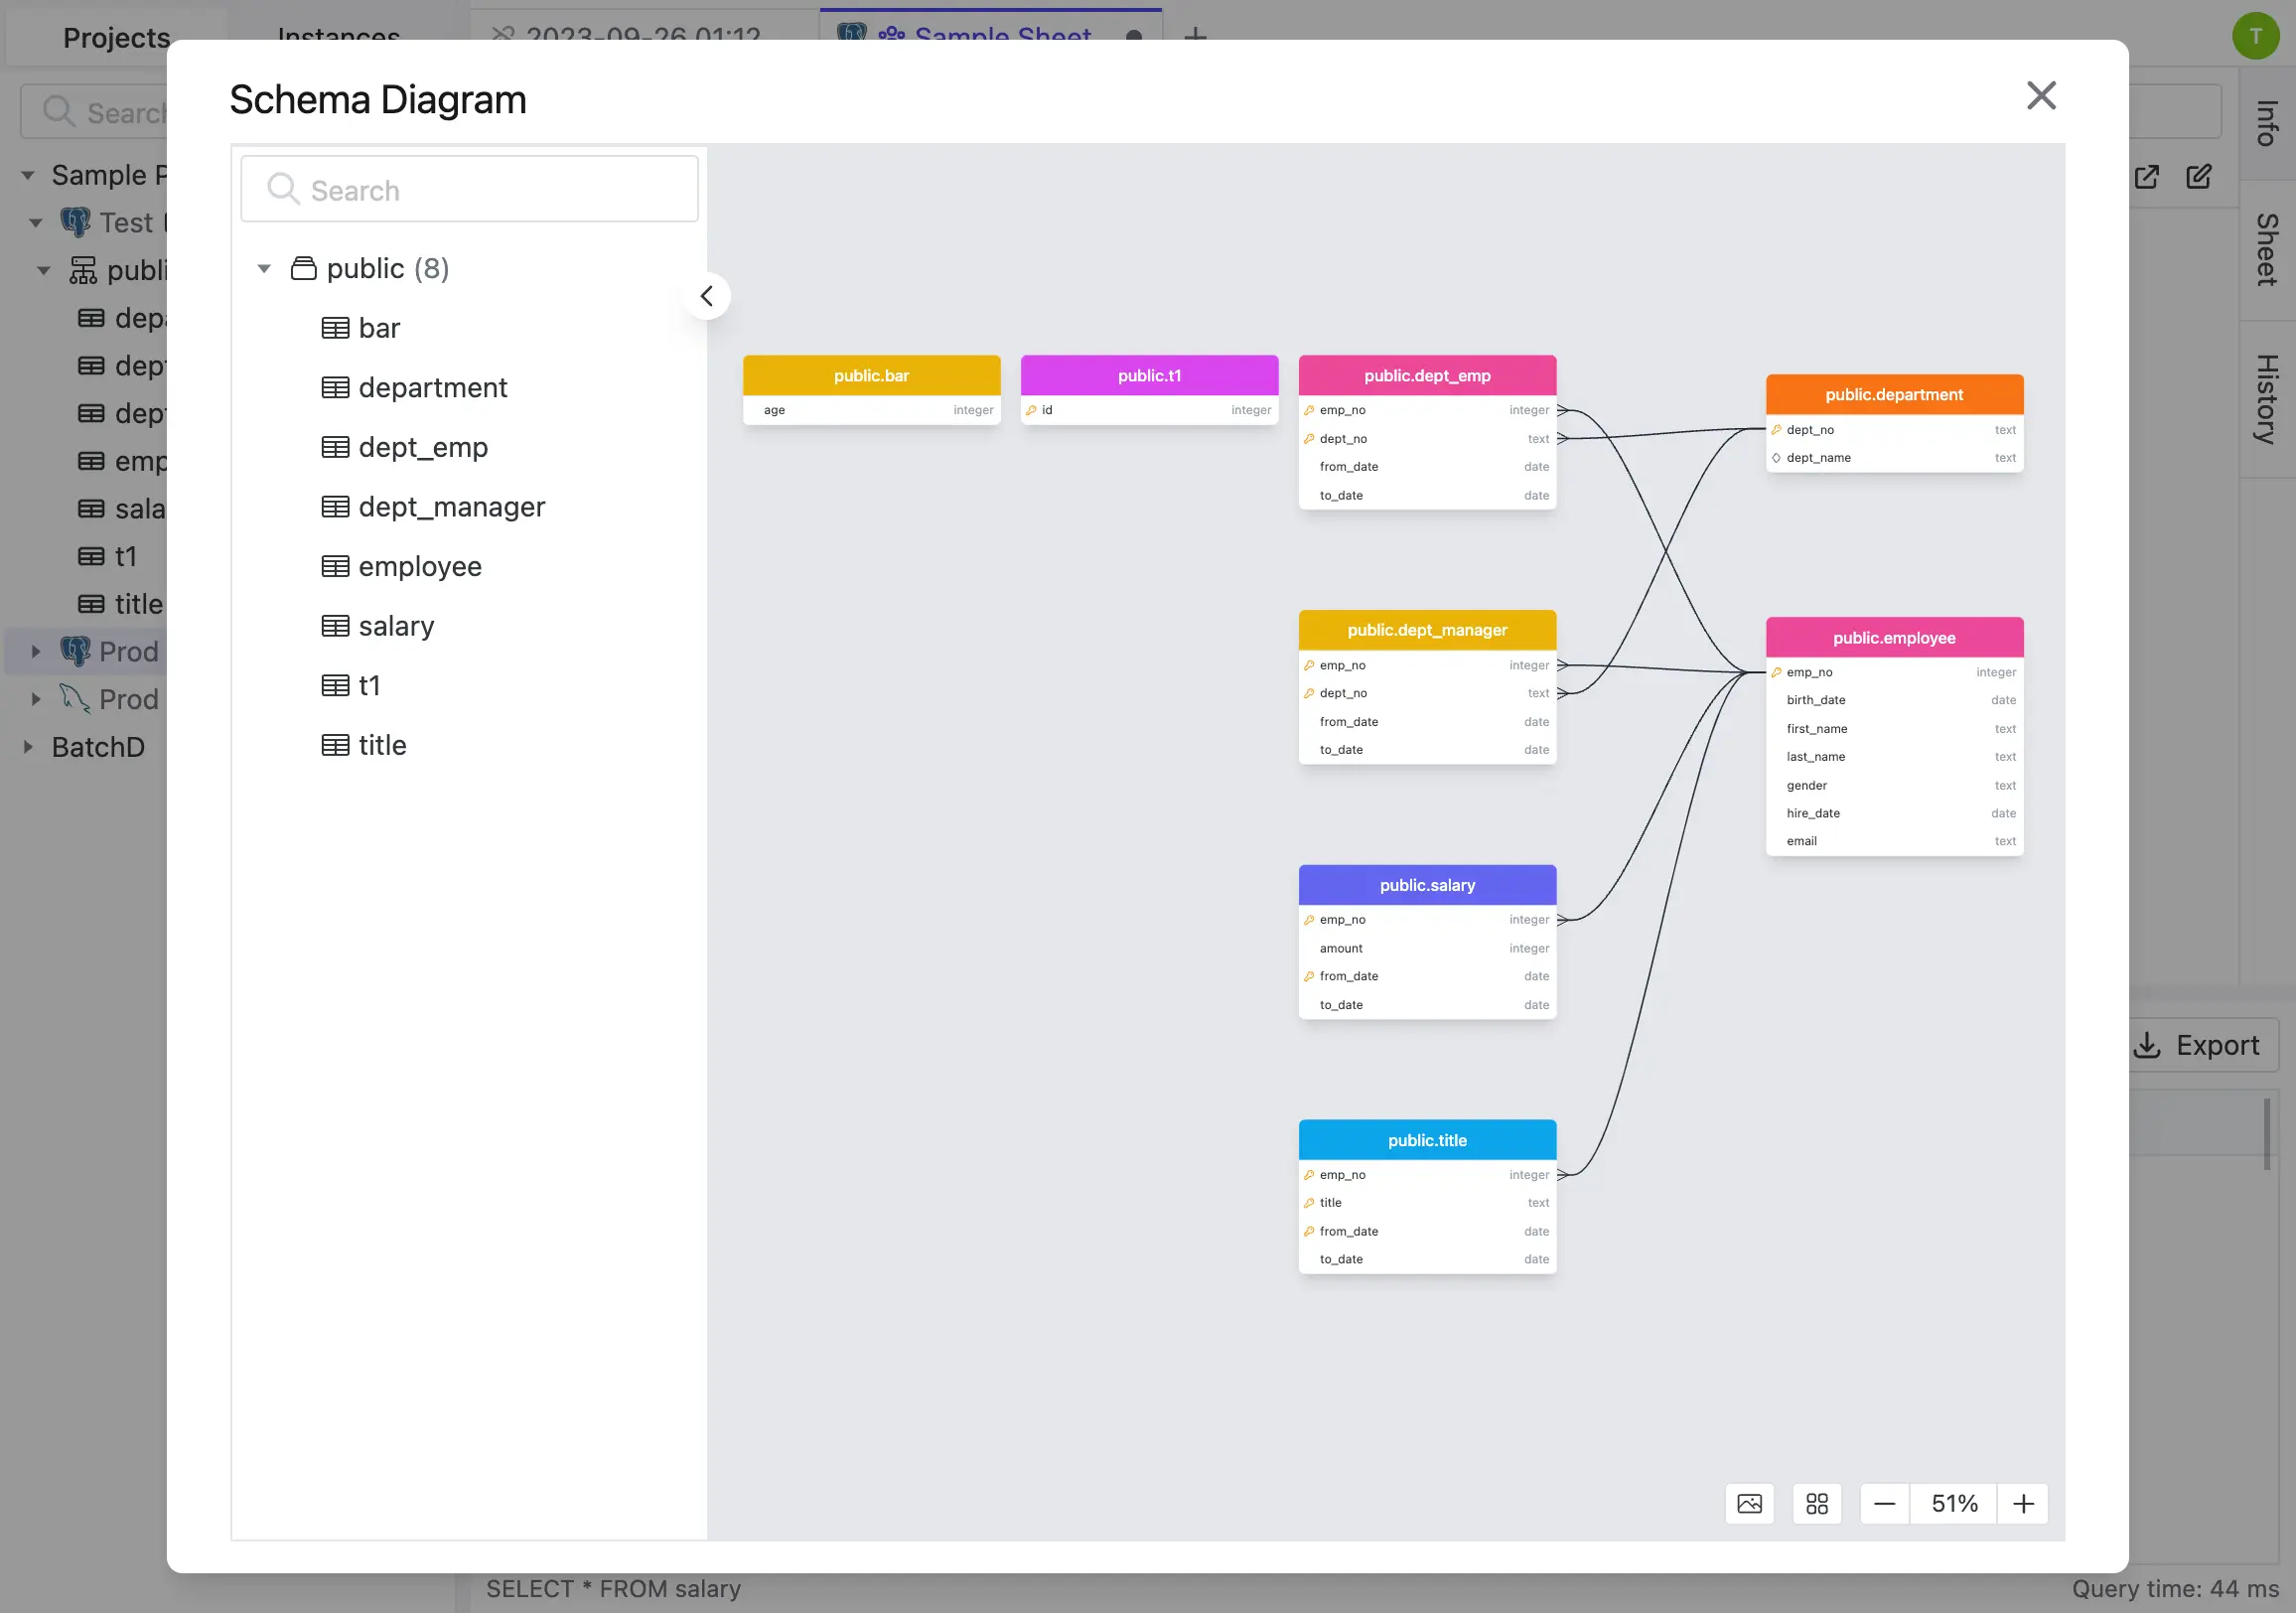 Projects
Instances
2023-09-26 01:12
Sample Sheet
T
Search
Sample P
Test
publi
depa
dept
dept
emp
sala
t1
title
Prod
Prod
BatchD
Schema Diagram
Search
public (8)
bar
department
dept_emp
dept_manager
employee
salary
t1
title
public.bar
age integer
public.t1
id integer
public.dept_emp
emp_no integer
dept_no text
from_date date
to_date date
public.department
dept_no text
dept_name text
public.dept_manager
emp_no integer
dept_no text
from_date date
to_date date
public.employee
emp_no integer
birth_date date
first_name text
last_name text
gender text
hire_date date
email text
public.salary
emp_no integer
amount integer
from_date date
to_date date
public.title
emp_no integer
title text
from_date date
to_date date
51%
Info
Sheet
History
Export
SELECT * FROM salary
Query time: 44 ms